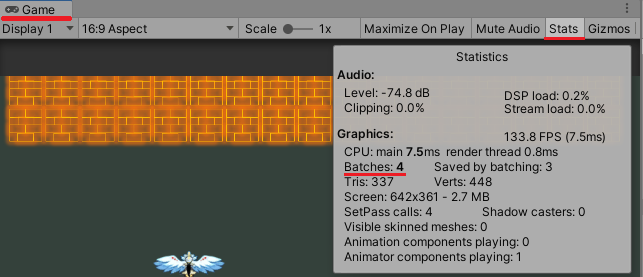 Game
Display 1 16:9 Aspect Scale 1x Maximize On Play Mute Audio Stats Gizmos
Statistics
Audio:
Level: -74.8 dB DSP load: 0.2%
Clipping: 0.0% Stream load: 0.0%
Graphics: 133.8 FPS (7.5ms)
CPU: main 7.5ms render thread 0.8ms
Batches: 4 Saved by batching: 3
Tris: 337 Verts: 448
Screen: 642x361 - 2.7 MB
SetPass calls: 4 Shadow casters: 0
Visible skinned meshes: 0
Animation components playing: 0
Animator components playing: 1